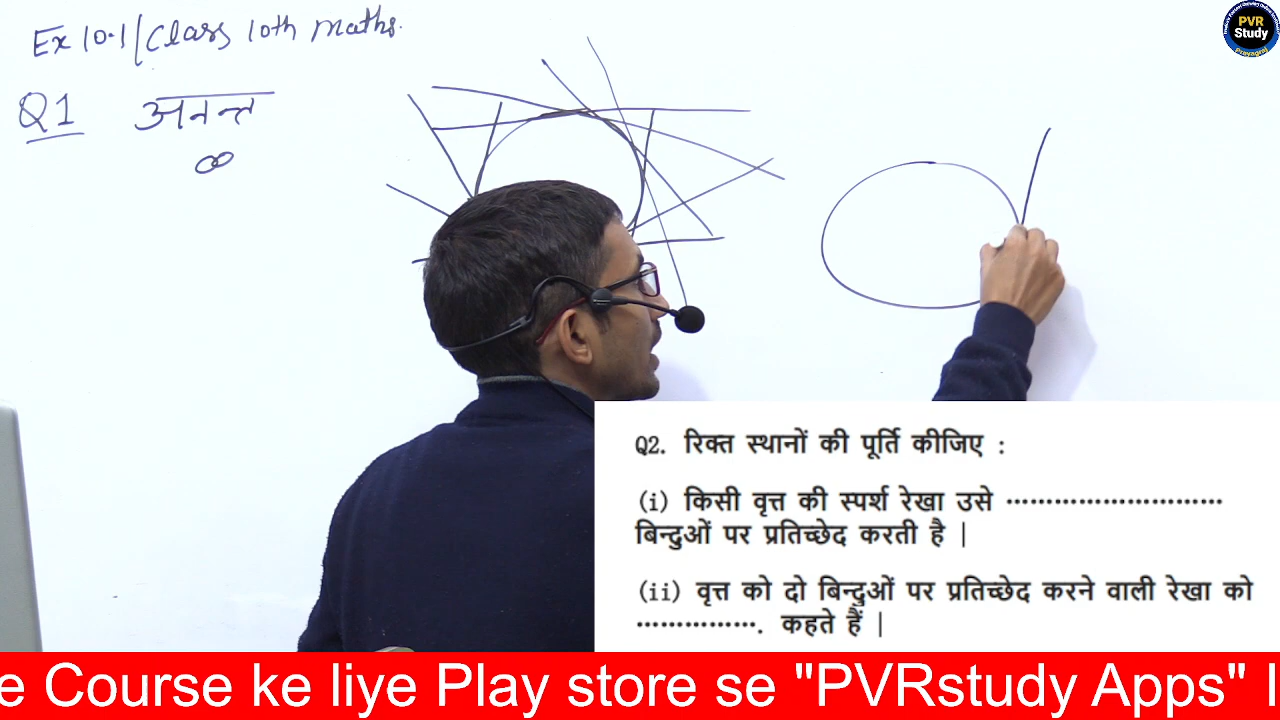 Ex 10.1 / Class 10th Maths.
Q1 अनन्त
∞
PVR
Study
Prayagraj
Q2. रिक्त स्थानों की पूर्ति कीजिए :
(i) किसी वृत्त की स्पर्श रेखा उसे ...........................
बिन्दुओं पर प्रतिच्छेद करती है |
(ii) वृत्त को दो बिन्दुओं पर प्रतिच्छेद करने वाली रेखा को
................ कहते हैं |
e Course ke liye Play store se "PVRstudy Apps" I